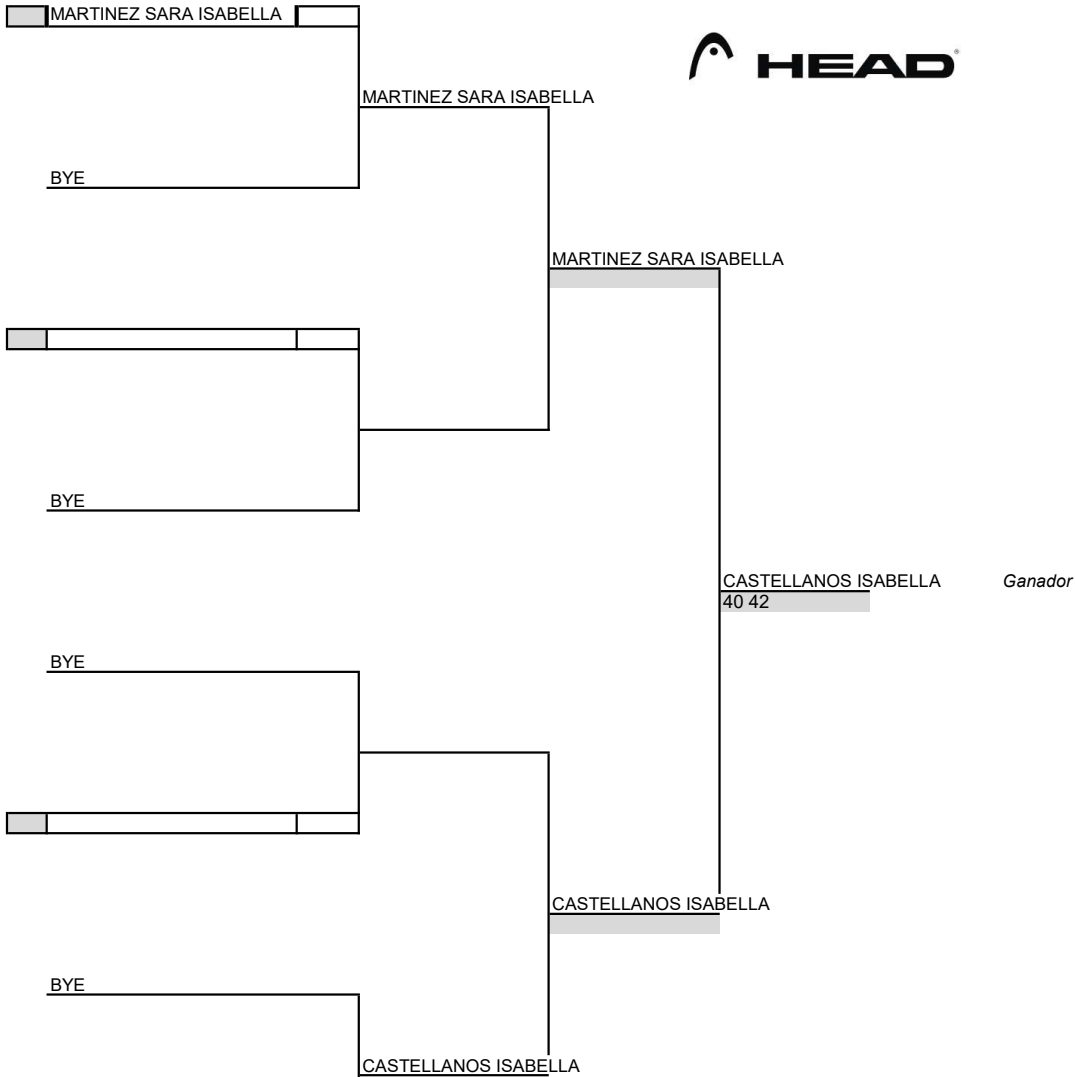 MARTINEZ SARA ISABELLA
HEAD
MARTINEZ SARA ISABELLA
BYE
MARTINEZ SARA ISABELLA
BYE
CASTELLANOS ISABELLA Ganador
40 42
BYE
CASTELLANOS ISABELLA
BYE
CASTELLANOS ISABELLA